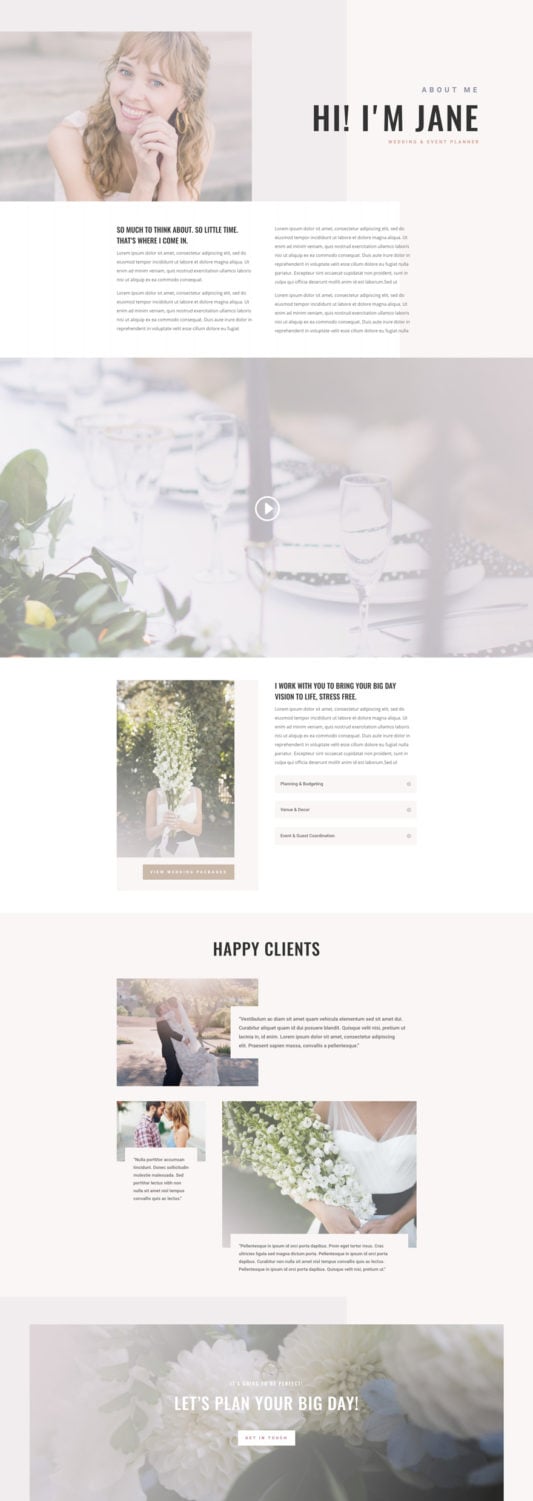 ABOUT ME
HI! I'M JANE
WEDDING & EVENT PLANNER
SO MUCH TO THINK ABOUT. SO LITTLE TIME.
THAT'S WHERE I COME IN.
Lorem ipsum dolor sit amet, consectetur adipiscing elit, sed do
eiusmod tempor incididunt ut labore et dolore magna aliqua. Ut
enim ad minim veniam, quis nostrud exercitation ullamco laboris
nisi ut aliquip ex ea commodo consequat.
Lorem ipsum dolor sit amet, consectetur adipiscing elit, sed do
eiusmod tempor incididunt ut labore et dolore magna aliqua. Ut
enim ad minim veniam, quis nostrud exercitation ullamco laboris
nisi ut aliquip ex ea commodo consequat. Duis aute irure dolor in
reprehenderit in voluptate velit esse cillum dolore eu fugiat
Lorem ipsum dolor sit amet, consectetur adipiscing elit, sed do
eiusmod tempor incididunt ut labore et dolore magna aliqua. Ut
enim ad minim veniam, quis nostrud exercitation ullamco laboris
nisi ut aliquip ex ea commodo consequat. Duis aute irure dolor in
reprehenderit in voluptate velit esse cillum dolore eu fugiat nulla
pariatur. Excepteur sint occaecat cupidatat non proident, sunt in
culpa qui officia deserunt mollit anim id est laborum.Sed ut
Lorem ipsum dolor sit amet, consectetur adipiscing elit, sed do
eiusmod tempor incididunt ut labore et dolore magna aliqua. Ut
enim ad minim veniam, quis nostrud exercitation ullamco laboris
nisi ut aliquip ex ea commodo consequat. Duis aute irure dolor in
reprehenderit in voluptate velit esse cillum dolore eu fugiat nulla
I WORK WITH YOU TO BRING YOUR BIG DAY
VISION TO LIFE, STRESS FREE.
Lorem ipsum dolor sit amet, consectetur adipiscing elit, sed do
eiusmod tempor incididunt ut labore et dolore magna aliqua. Ut
enim ad minim veniam, quis nostrud exercitation ullamco laboris
nisi ut aliquip ex ea commodo consequat. Duis aute irure dolor in
reprehenderit in voluptate velit esse cillum dolore eu fugiat nulla
pariatur. Excepteur sint occaecat cupidatat non proident, sunt in
culpa qui officia deserunt mollit anim id est laborum.Sed ut
Planning & Budgeting
Venue & Decor
Event & Guest Coordination
VIEW WEDDING PACKAGES
HAPPY CLIENTS
"Vestibulum ac diam sit amet quam vehicula elementum sed sit amet dui.
Curabitur aliquet quam id dui posuere blandit. Quisque velit nisi, pretium ut
lacinia in, id enim. Lorem ipsum dolor sit amet, consectetur adipiscing
elit. Praesent sapien massa, convallis a pellentesque."
"Nulla porttitor accumsan
tincidunt. Donec sollicitudin
molestie malesuada. Sed
porttitor lectus nibh non
nulla sit amet nisl tempus
convallis quis ac lectus."
"Pellentesque in ipsum id orci porta dapibus. Proin eget tortor risus. Cras
ultricies ligula sed magna dictum porta. Pellentesque in ipsum id orci porta
dapibus. Curabitur non nulla sit amet nisl tempus convallis quis ac lectus.
Pellentesque in ipsum id orci porta dapibus. Quisque velit nisi, pretium ut"
IT'S GOING TO BE PERFECT!
LET'S PLAN YOUR BIG DAY!
GET IN TOUCH